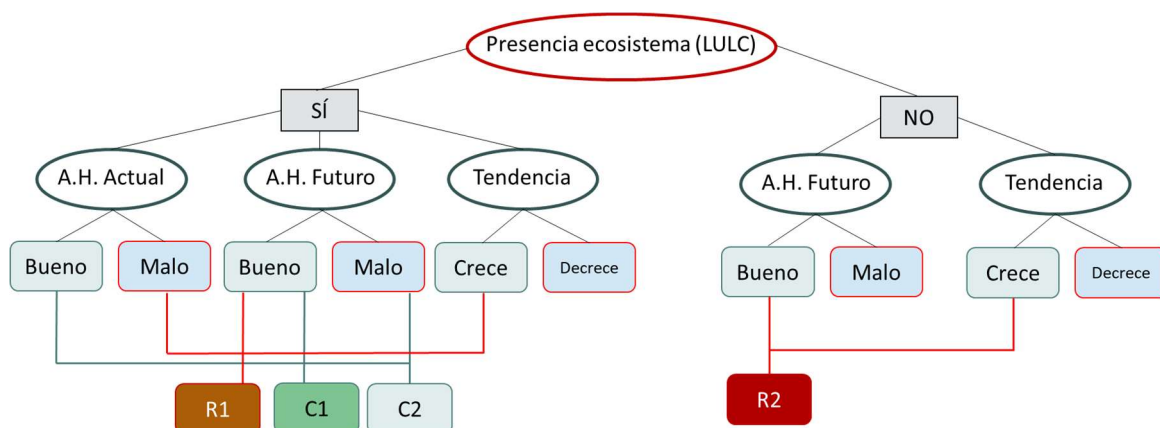 Presencia ecosistema (LULC)
SÍ
NO
A.H. Actual
A.H. Futuro
Tendencia
A.H. Futuro
Tendencia
Bueno
Malo
Bueno
Malo
Crece
Decrece
Bueno
Malo
Crece
Decrece
R1
C1
C2
R2